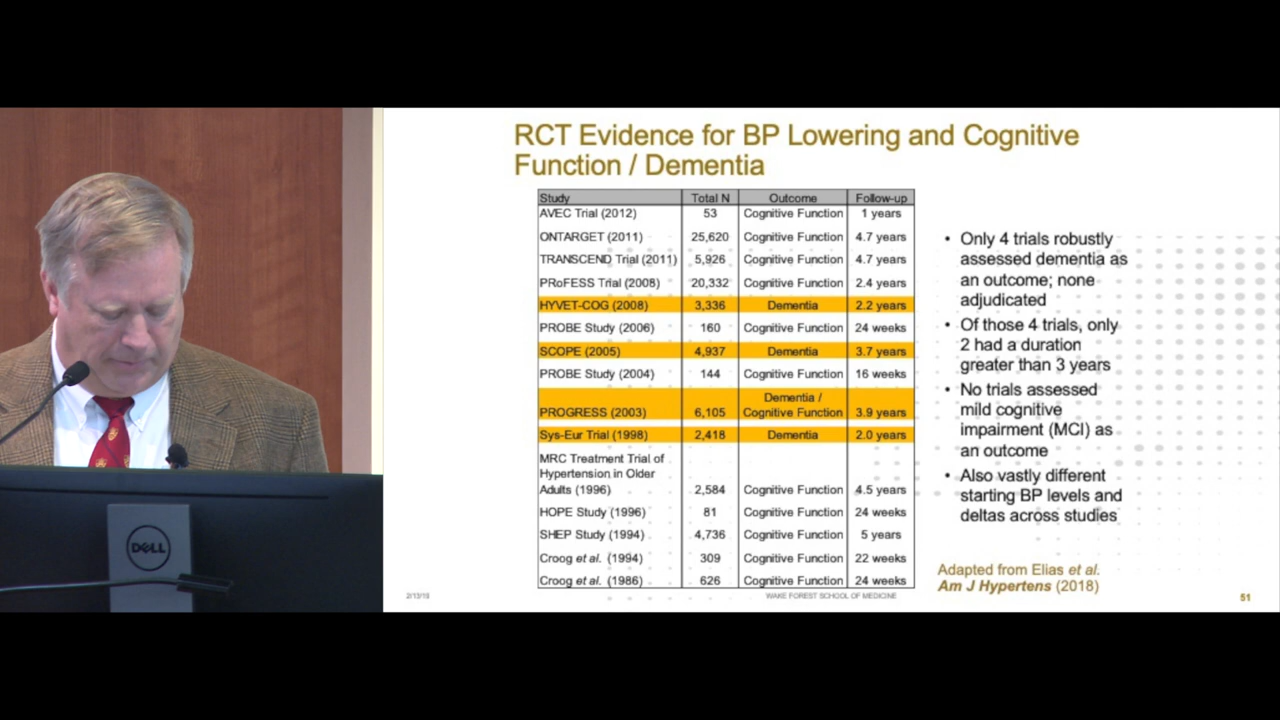 RCT Evidence for BP Lowering and Cognitive
Function / Dementia
Study Total N Outcome Follow-up
AVEC Trial (2012) 53 Cognitive Function 1 years
ONTARGET (2011) 25,620 Cognitive Function 4.7 years
TRANSCEND Trial (2011) 5,926 Cognitive Function 4.7 years
PRoFESS Trial (2008) 20,332 Cognitive Function 2.4 years
HYVET-COG (2008) 3,336 Dementia 2.2 years
PROBE Study (2006) 160 Cognitive Function 24 weeks
SCOPE (2005) 4,937 Dementia 3.7 years
PROBE Study (2004) 144 Cognitive Function 16 weeks
Dementia /
PROGRESS (2003) 6,105 Cognitive Function 3.9 years
Sys-Eur Trial (1998) 2,418 Dementia 2.0 years
MRC Treatment Trial of
Hypertension in Older
Adults (1996) 2,584 Cognitive Function 4.5 years
HOPE Study (1996) 81 Cognitive Function 24 weeks
SHEP Study (1994) 4,736 Cognitive Function 5 years
Croog et al. (1994) 309 Cognitive Function 22 weeks
Croog et al. (1986) 626 Cognitive Function 24 weeks
• Only 4 trials robustly
assessed dementia as
an outcome; none
adjudicated
• Of those 4 trials, only
2 had a duration
greater than 3 years
• No trials assessed
mild cognitive
impairment (MCI) as
an outcome
• Also vastly different
starting BP levels and
deltas across studies
Adapted from Elias et al.
Am J Hypertens (2018)
WAKE FOREST SCHOOL OF MEDICINE
51
DELL